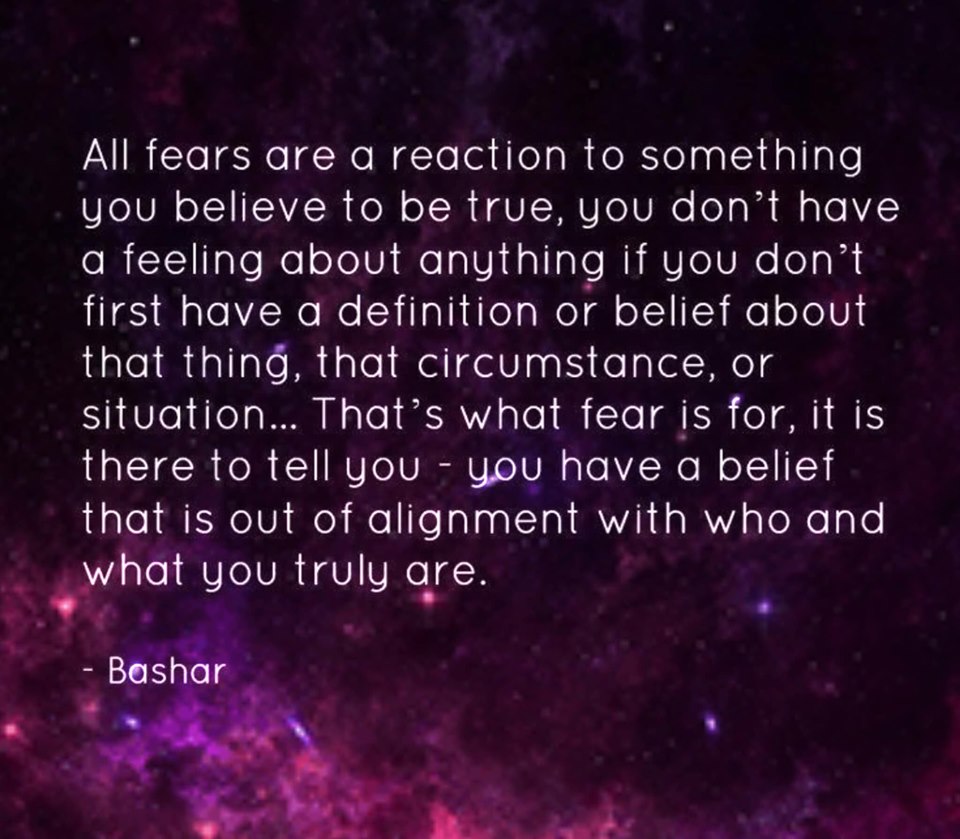 All fears are a reaction to something
you believe to be true, you don’t have
a feeling about anything if you don’t
first have a definition or belief about
that thing, that circumstance, or
situation... That’s what fear is for, it is
there to tell you - you have a belief
that is out of alignment with who and
what you truly are.
- Bashar